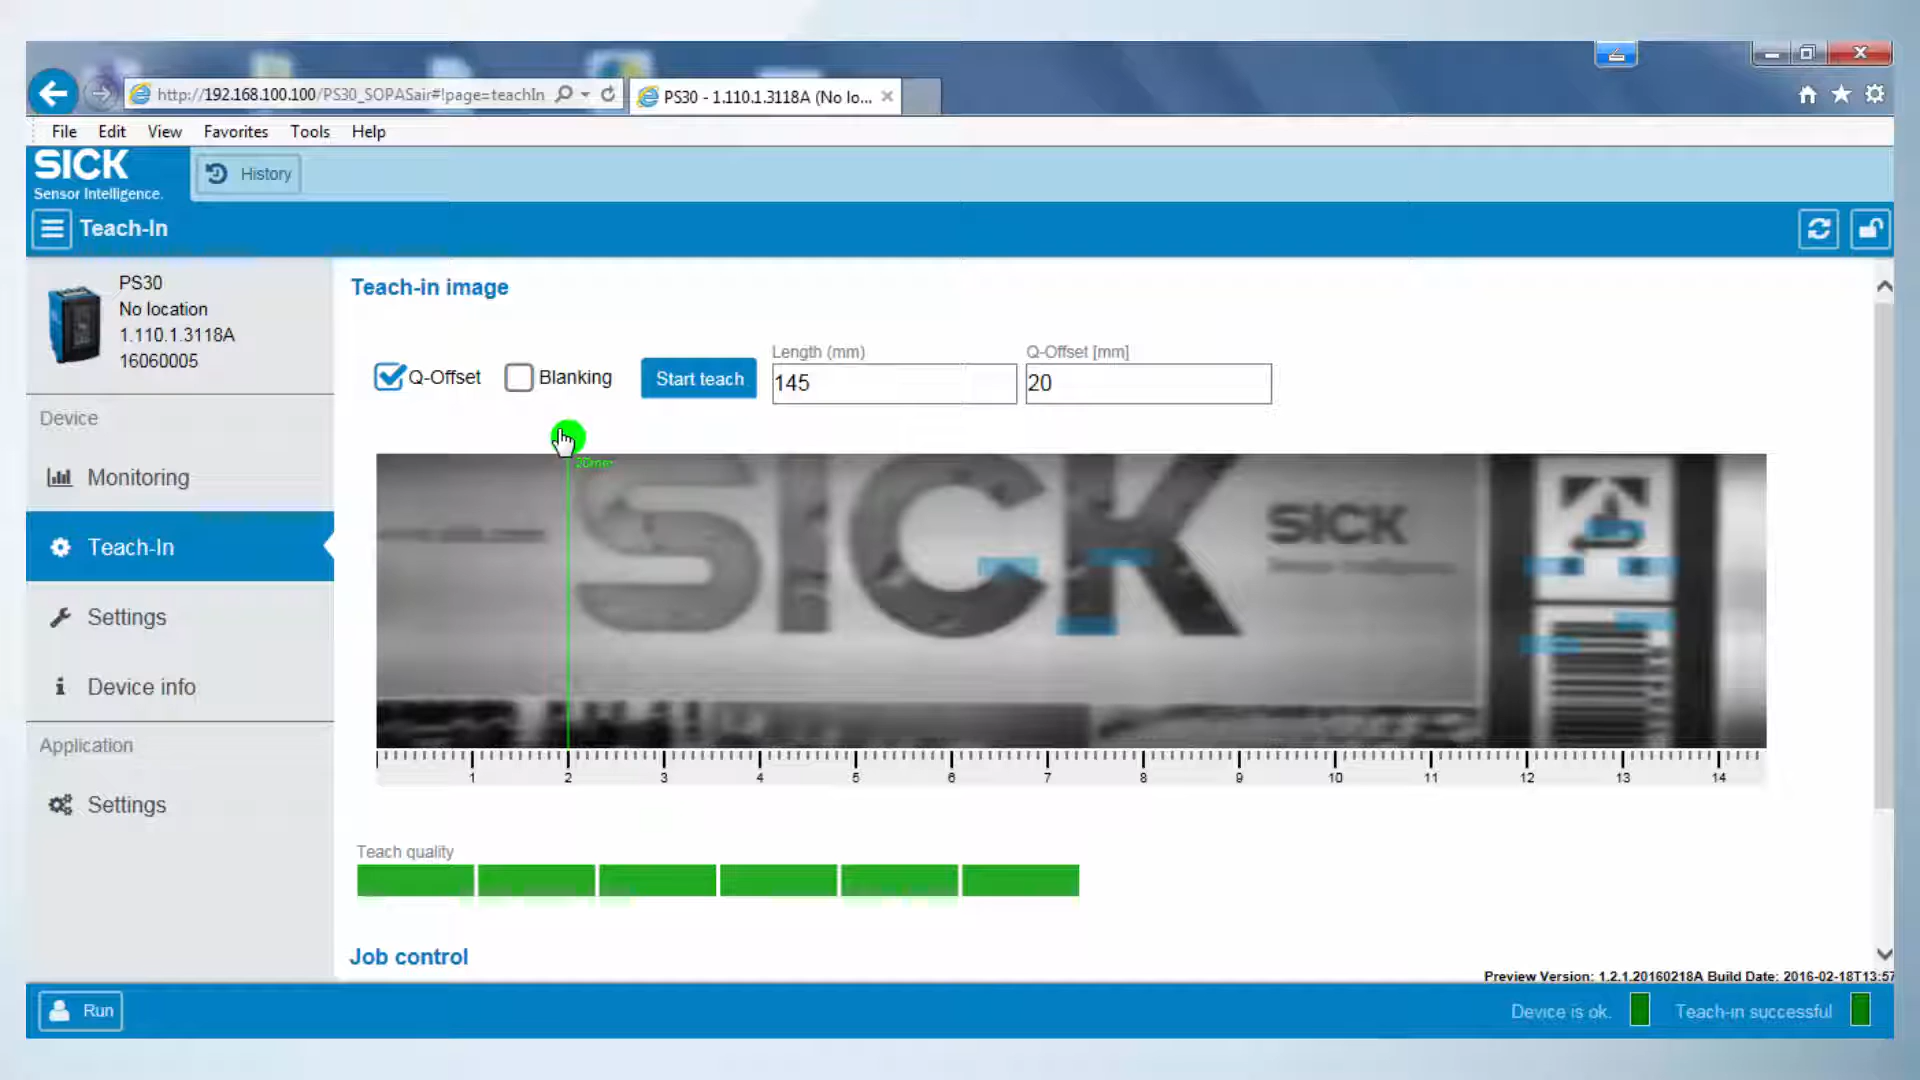 http://192.168.100.100/PS30_SOPASair#!page=teachIn
PS30 - 1.110.1.3118A (No lo...
File Edit View Favorites Tools Help
SICK
Sensor Intelligence.
History
Teach-In
PS30
No location
1.110.1.3118A
16060005
Device
Monitoring
Teach-In
Settings
Device info
Application
Settings
Teach-in image
Q-Offset
Blanking
Start teach
Length (mm)
145
Q-Offset [mm]
20
20mm
SICK
SICK
Sensor Intelligence.
1 2 3 4 5 6 7 8 9 10 11 12 13 14
Teach quality
Job control
Preview Version: 1.2.1.20160218A Build Date: 2016-02-18T13:57
Run
Device is ok.
Teach-in successful